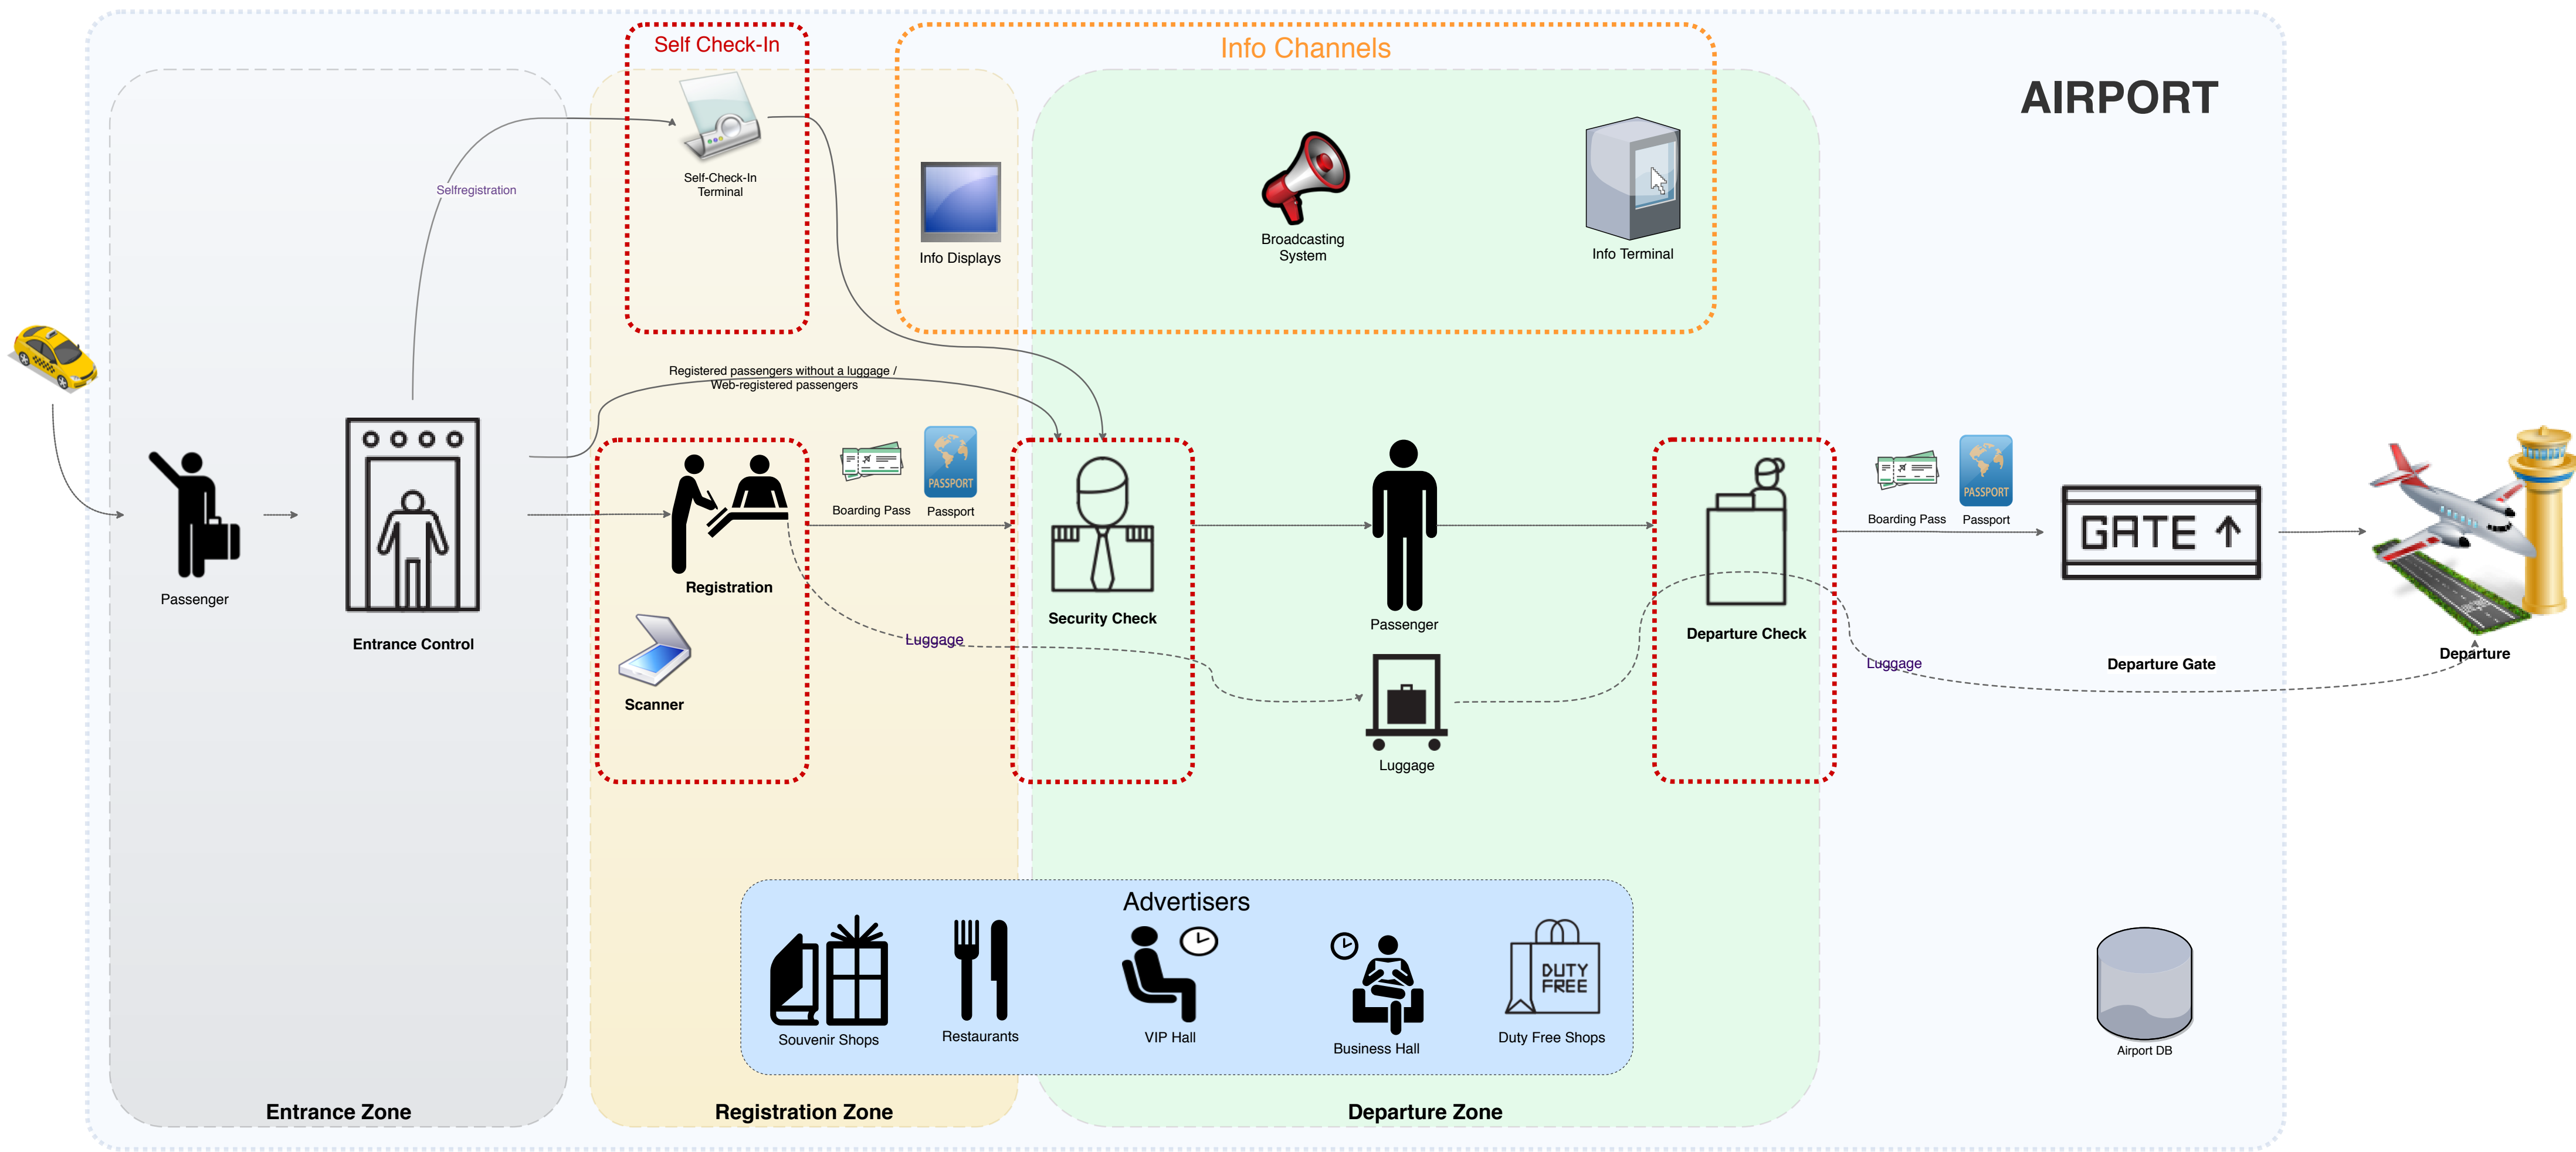 Self Check-In
Info Channels
AIRPORT
Self-Check-In
Terminal
Selfregistration
Info Displays
Broadcasting
System
Info Terminal
Registered passengers without a luggage /
Web-registered passengers
Boarding Pass
PASSPORT
Passport
Boarding Pass
PASSPORT
Passport
GATE ↑
Passenger
Entrance Control
Registration
Scanner
Luggage
Security Check
Passenger
Luggage
Departure Check
Luggage
Departure Gate
Departure
Advertisers
DUTY
FREE
Souvenir Shops
Restaurants
VIP Hall
Business Hall
Duty Free Shops
Airport DB
Entrance Zone
Registration Zone
Departure Zone